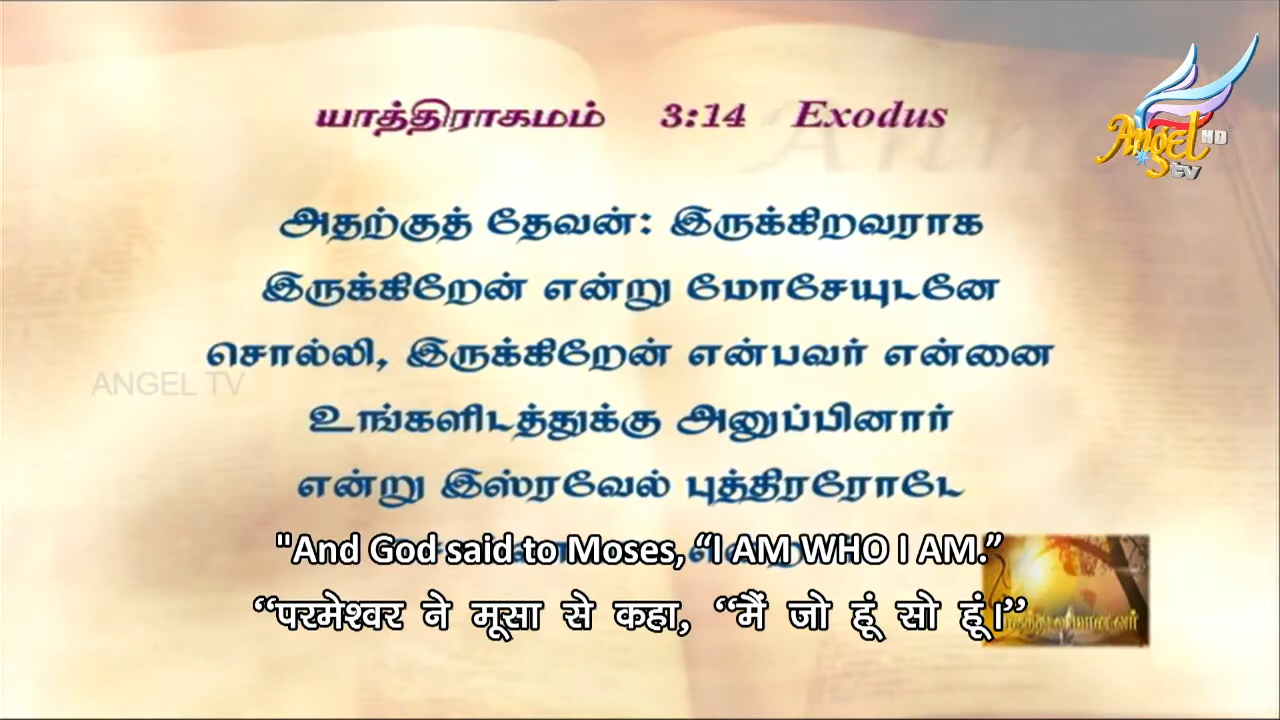 யாத்திராகமம் 3:14 Exodus
Angel HD
tv
அதற்குத் தேவன்: இருக்கிறவராக
இருக்கிறேன் என்று மோசேயுடனே
சொல்லி, இருக்கிறேன் என்பவர் என்னை
ANGEL TV
உங்களிடத்துக்கு அனுப்பினார்
என்று இஸ்ரவேல் புத்திரரோடே
"And God said to Moses, “I AM WHO I AM.”
“परमेश्वर ने मूसा से कहा, “मैं जो हूं सो हूं।”